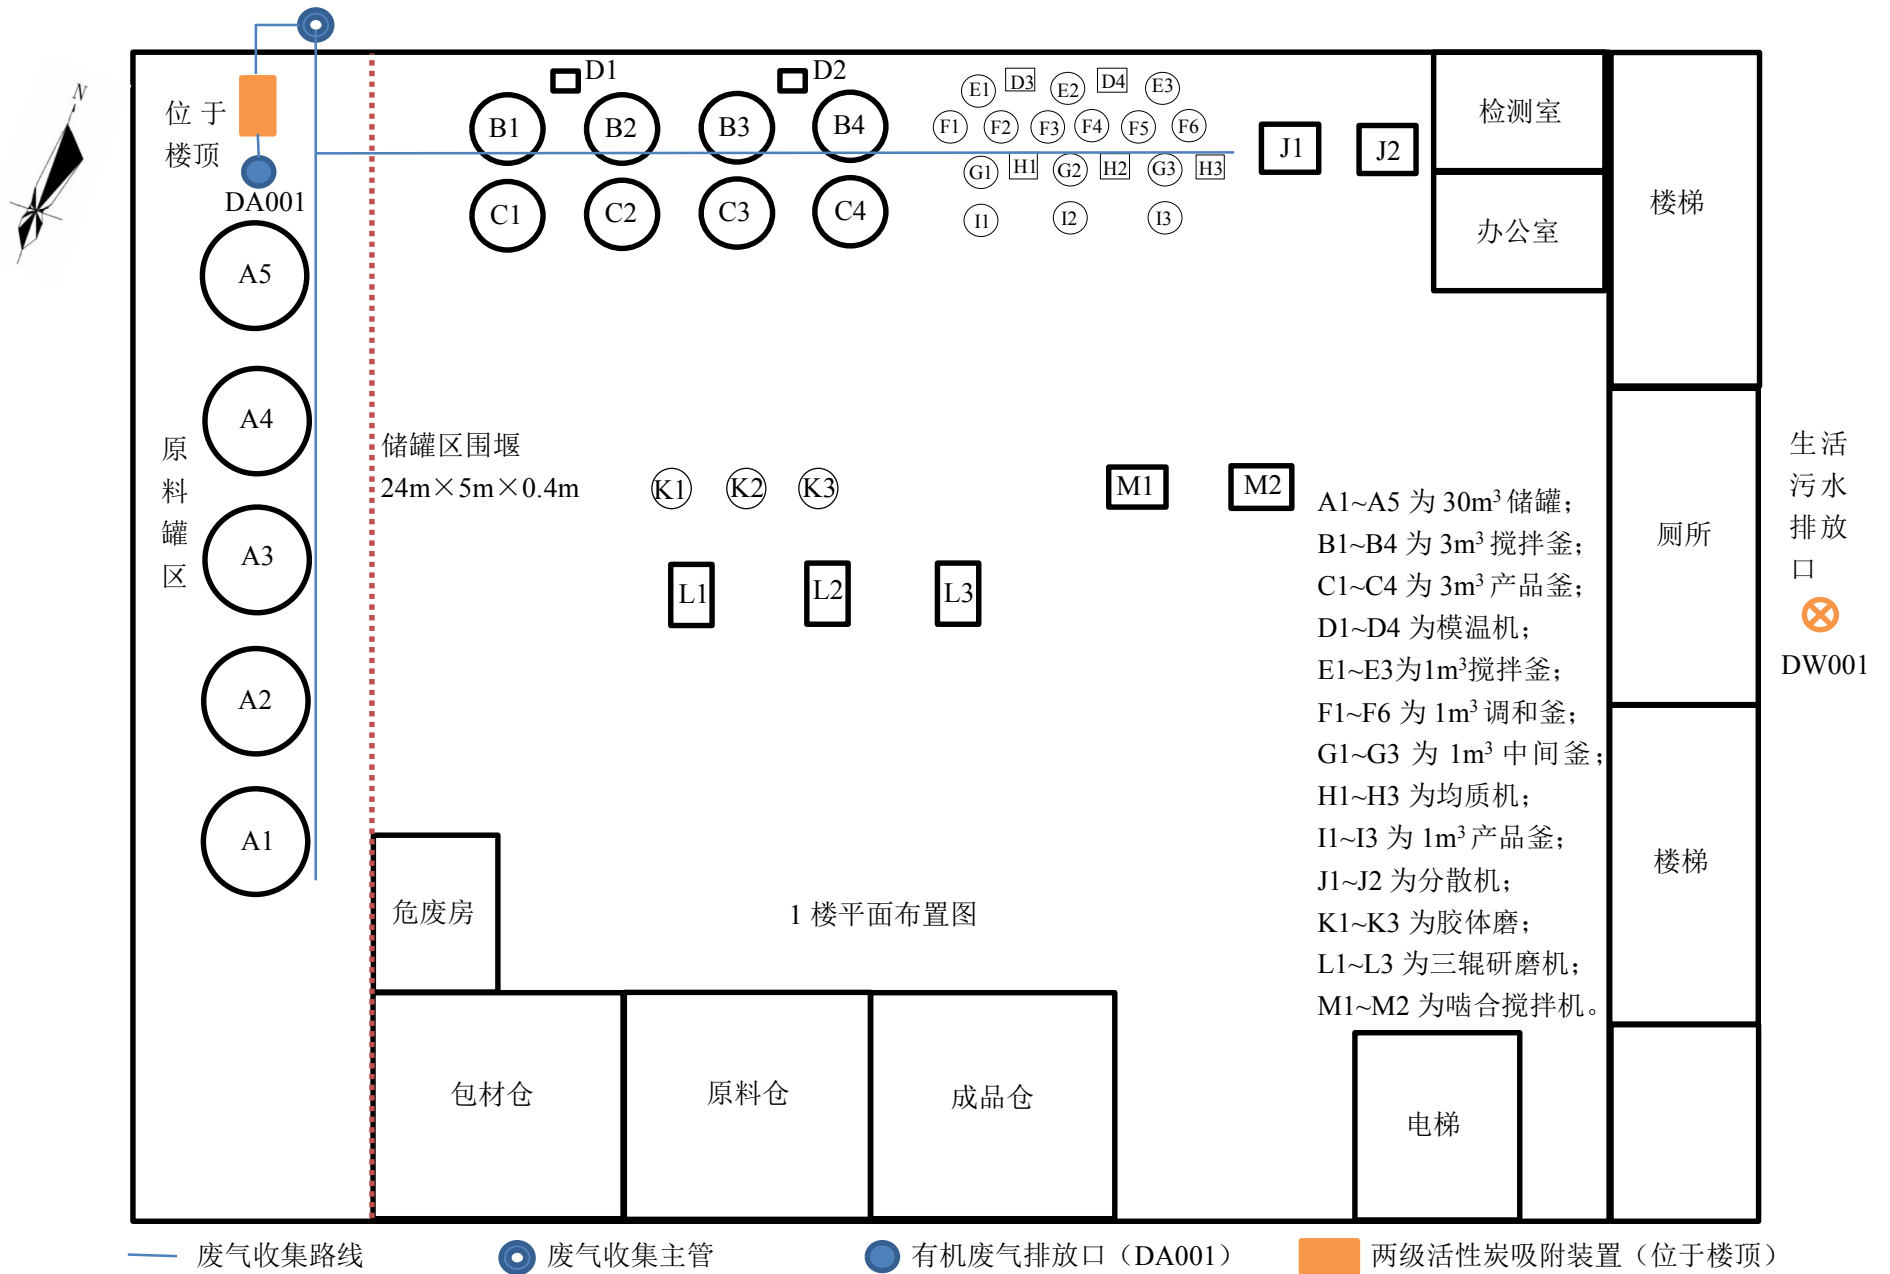 N
位于
楼顶
DA001
D1
D2
E1
D3
E2
D4
E3
B1
B2
B3
B4
F1
F2
F3
F4
F5
F6
J1
J2
G1
H1
G2
H2
G3
H3
C1
C2
C3
C4
I1
I2
I3
检测室
办公室
楼梯
A5
A4
A3
A2
A1
原料罐区
储罐区围堰
24m×5m×0.4m
K1
K2
K3
M1
M2
L1
L2
L3
A1~A5 为 30m³ 储罐；
B1~B4 为 3m³ 搅拌釜；
C1~C4 为 3m³ 产品釜；
D1~D4 为模温机；
E1~E3为1m³搅拌釜；
F1~F6 为 1m³ 调和釜；
G1~G3 为 1m³ 中间釜；
H1~H3 为均质机；
I1~I3 为 1m³ 产品釜；
J1~J2 为分散机；
K1~K3 为胶体磨；
L1~L3 为三辊研磨机；
M1~M2 为啮合搅拌机。
厕所
楼梯
生活
污水
排放
口
DW001
危废房
1 楼平面布置图
包材仓
原料仓
成品仓
电梯
废气收集路线
废气收集主管
有机废气排放口（DA001）
两级活性炭吸附装置（位于楼顶）